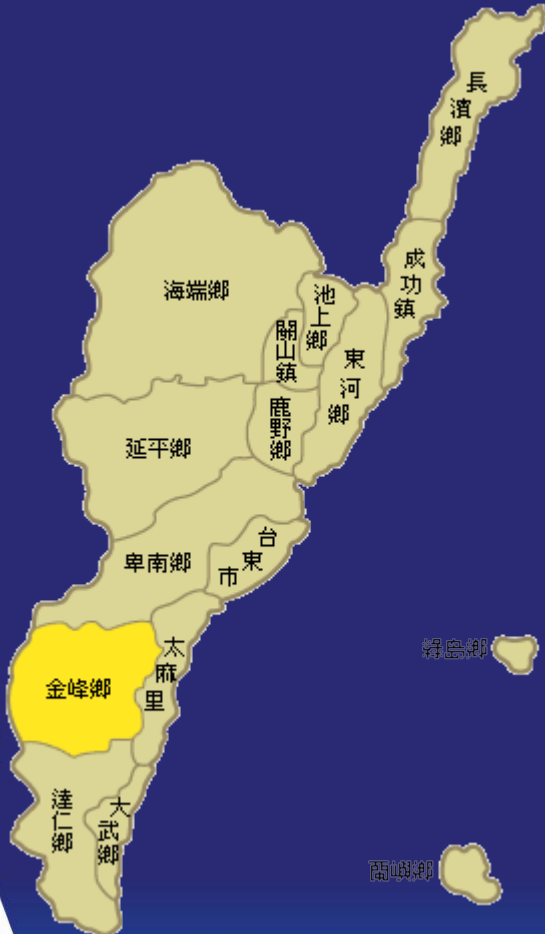 長濱鄉
成功鎮
海端鄉
池上鄉
關山鎮
東河鄉
鹿野鄉
延平鄉
卑南鄉
台東市
太麻里
綠島鄉
金峰鄉
達仁鄉
大武鄉
蘭嶼鄉